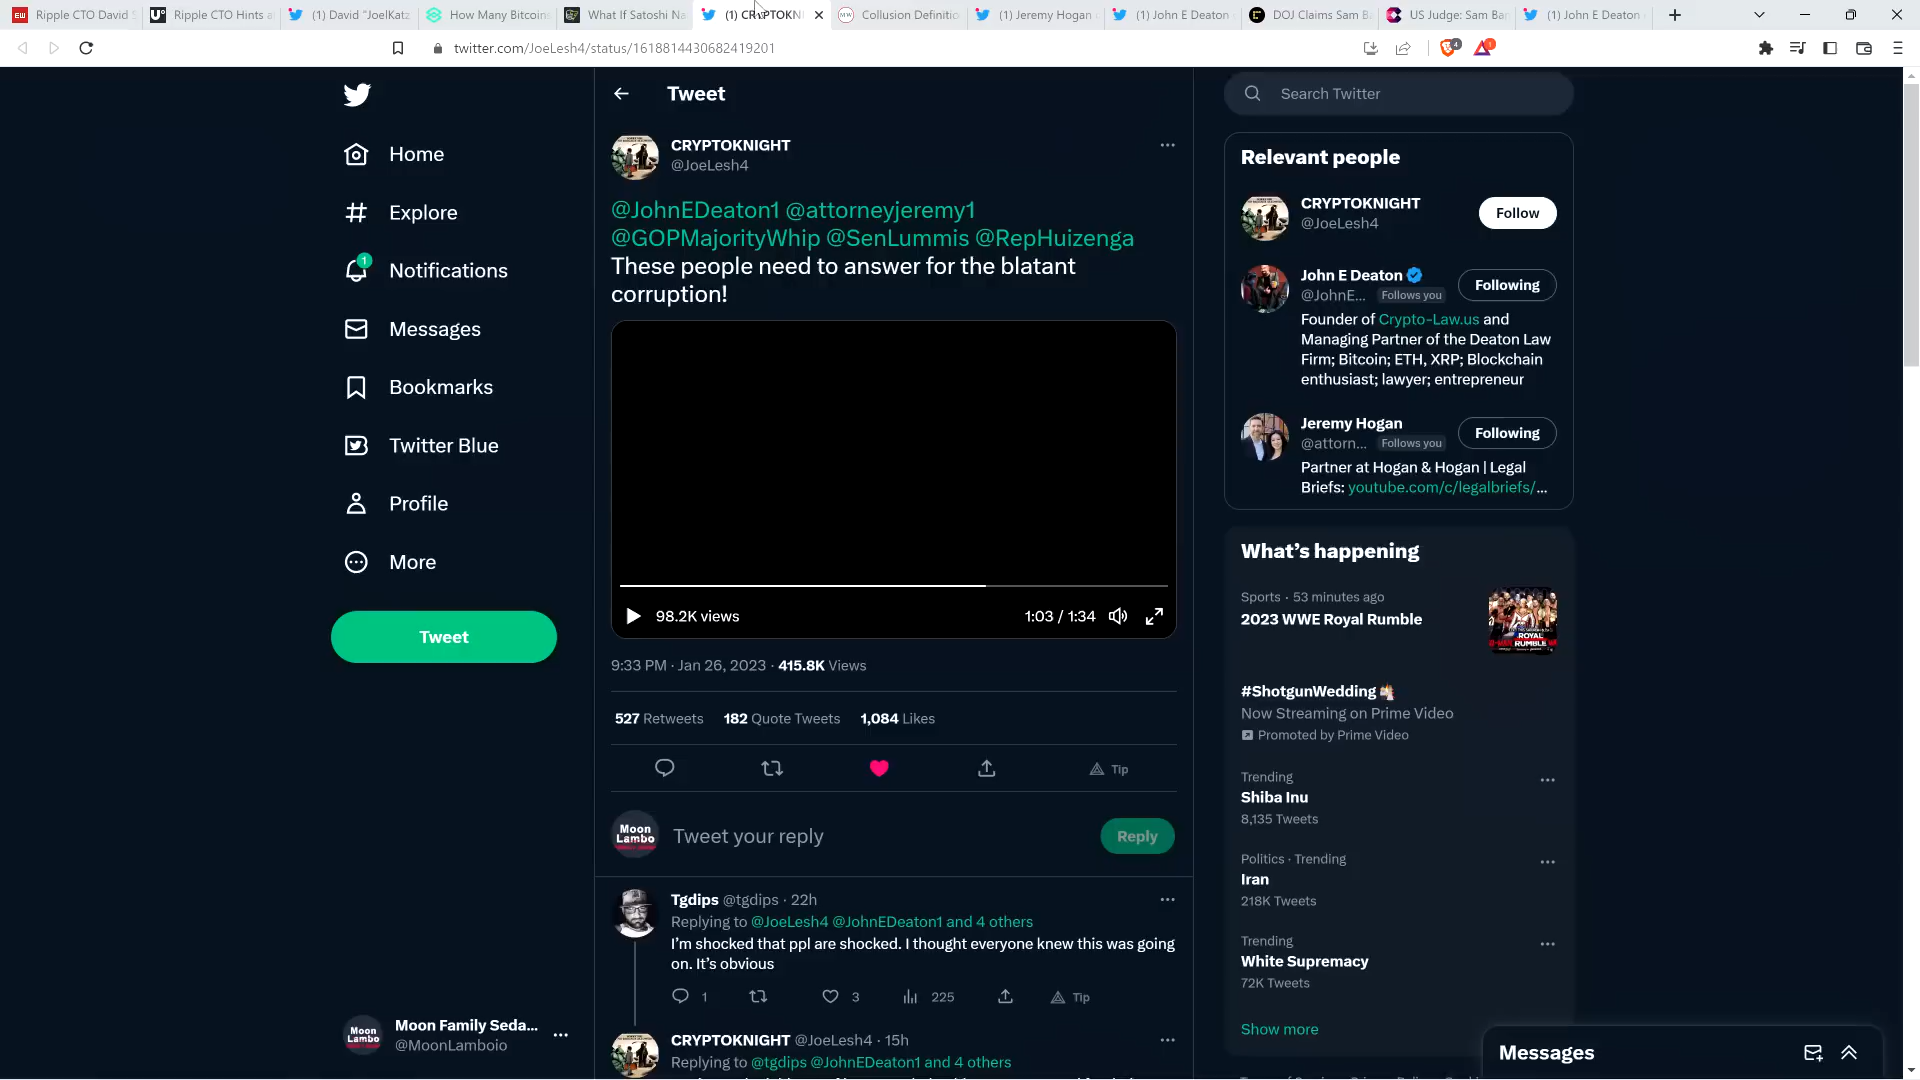 Ripple CTO David S
Ripple CTO Hints a
(1) David "JoelKatz
How Many Bitcoin
What If Satoshi Na
(1) CRYPTOKN
Collusion Definitio
(1) Jeremy Hogan
(1) John E Deaton
DOJ Claims Sam B
US Judge: Sam Ban
(1) John E Deaton
twitter.com/JoeLesh4/status/1618814430682419201
Home
Explore
1
Notifications
Messages
Bookmarks
Twitter Blue
Profile
More
Tweet
Moon Family Seda...
@MoonLamboio
Tweet
CRYPTOKNIGHT
@JoeLesh4
@JohnEDeaton1 @attorneyjeremy1
@GOPMajorityWhip @SenLummis @RepHuizenga
These people need to answer for the blatant
corruption!
98.2K views
1:03 / 1:34
9:33 PM · Jan 26, 2023 · 415.8K Views
527 Retweets 182 Quote Tweets 1,084 Likes
Tip
Moon
Lambo
Tweet your reply
Reply
Tgdips @tgdips · 22h
Replying to @JoeLesh4 @JohnEDeaton1 and 4 others
I'm shocked that ppl are shocked. I thought everyone knew this was going
on. It's obvious
1 3 225 Tip
CRYPTOKNIGHT @JoeLesh4 · 15h
Replying to @tgdips @JohnEDeaton1 and 4 others
Search Twitter
Relevant people
CRYPTOKNIGHT
@JoeLesh4
Follow
John E Deaton
@JohnE... Follows you
Following
Founder of Crypto-Law.us and
Managing Partner of the Deaton Law
Firm; Bitcoin; ETH, XRP; Blockchain
enthusiast; lawyer; entrepreneur
Jeremy Hogan
@attorn... Follows you
Following
Partner at Hogan & Hogan | Legal
Briefs: youtube.com/c/legalbriefs/...
What's happening
Sports · 53 minutes ago
2023 WWE Royal Rumble
#ShotgunWedding
Now Streaming on Prime Video
Promoted by Prime Video
Trending
Shiba Inu
8,135 Tweets
Politics · Trending
Iran
218K Tweets
Trending
White Supremacy
72K Tweets
Show more
Messages